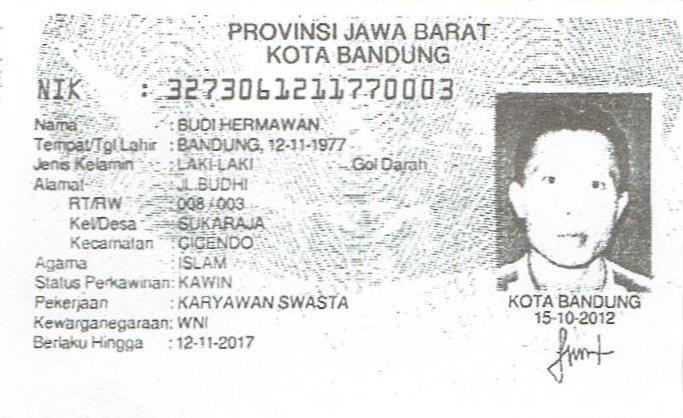 PROVINSI JAWA BARAT
KOTA BANDUNG
NIK : 3273061211770003
Nama : BUDI HERMAWAN
Tempat/Tgl Lahir : BANDUNG, 12-11-1977
Jenis Kelamin : LAKI-LAKI Gol Darah
Alamat : JL.BUDHI
RT/RW : 008 / 003
Kel/Desa : SUKARAJA
Kecamatan : CICENDO
Agama : ISLAM
Status Perkawinan: KAWIN
Pekerjaan : KARYAWAN SWASTA
Kewarganegaraan: WNI
Berlaku Hingga : 12-11-2017
KOTA BANDUNG
15-10-2012